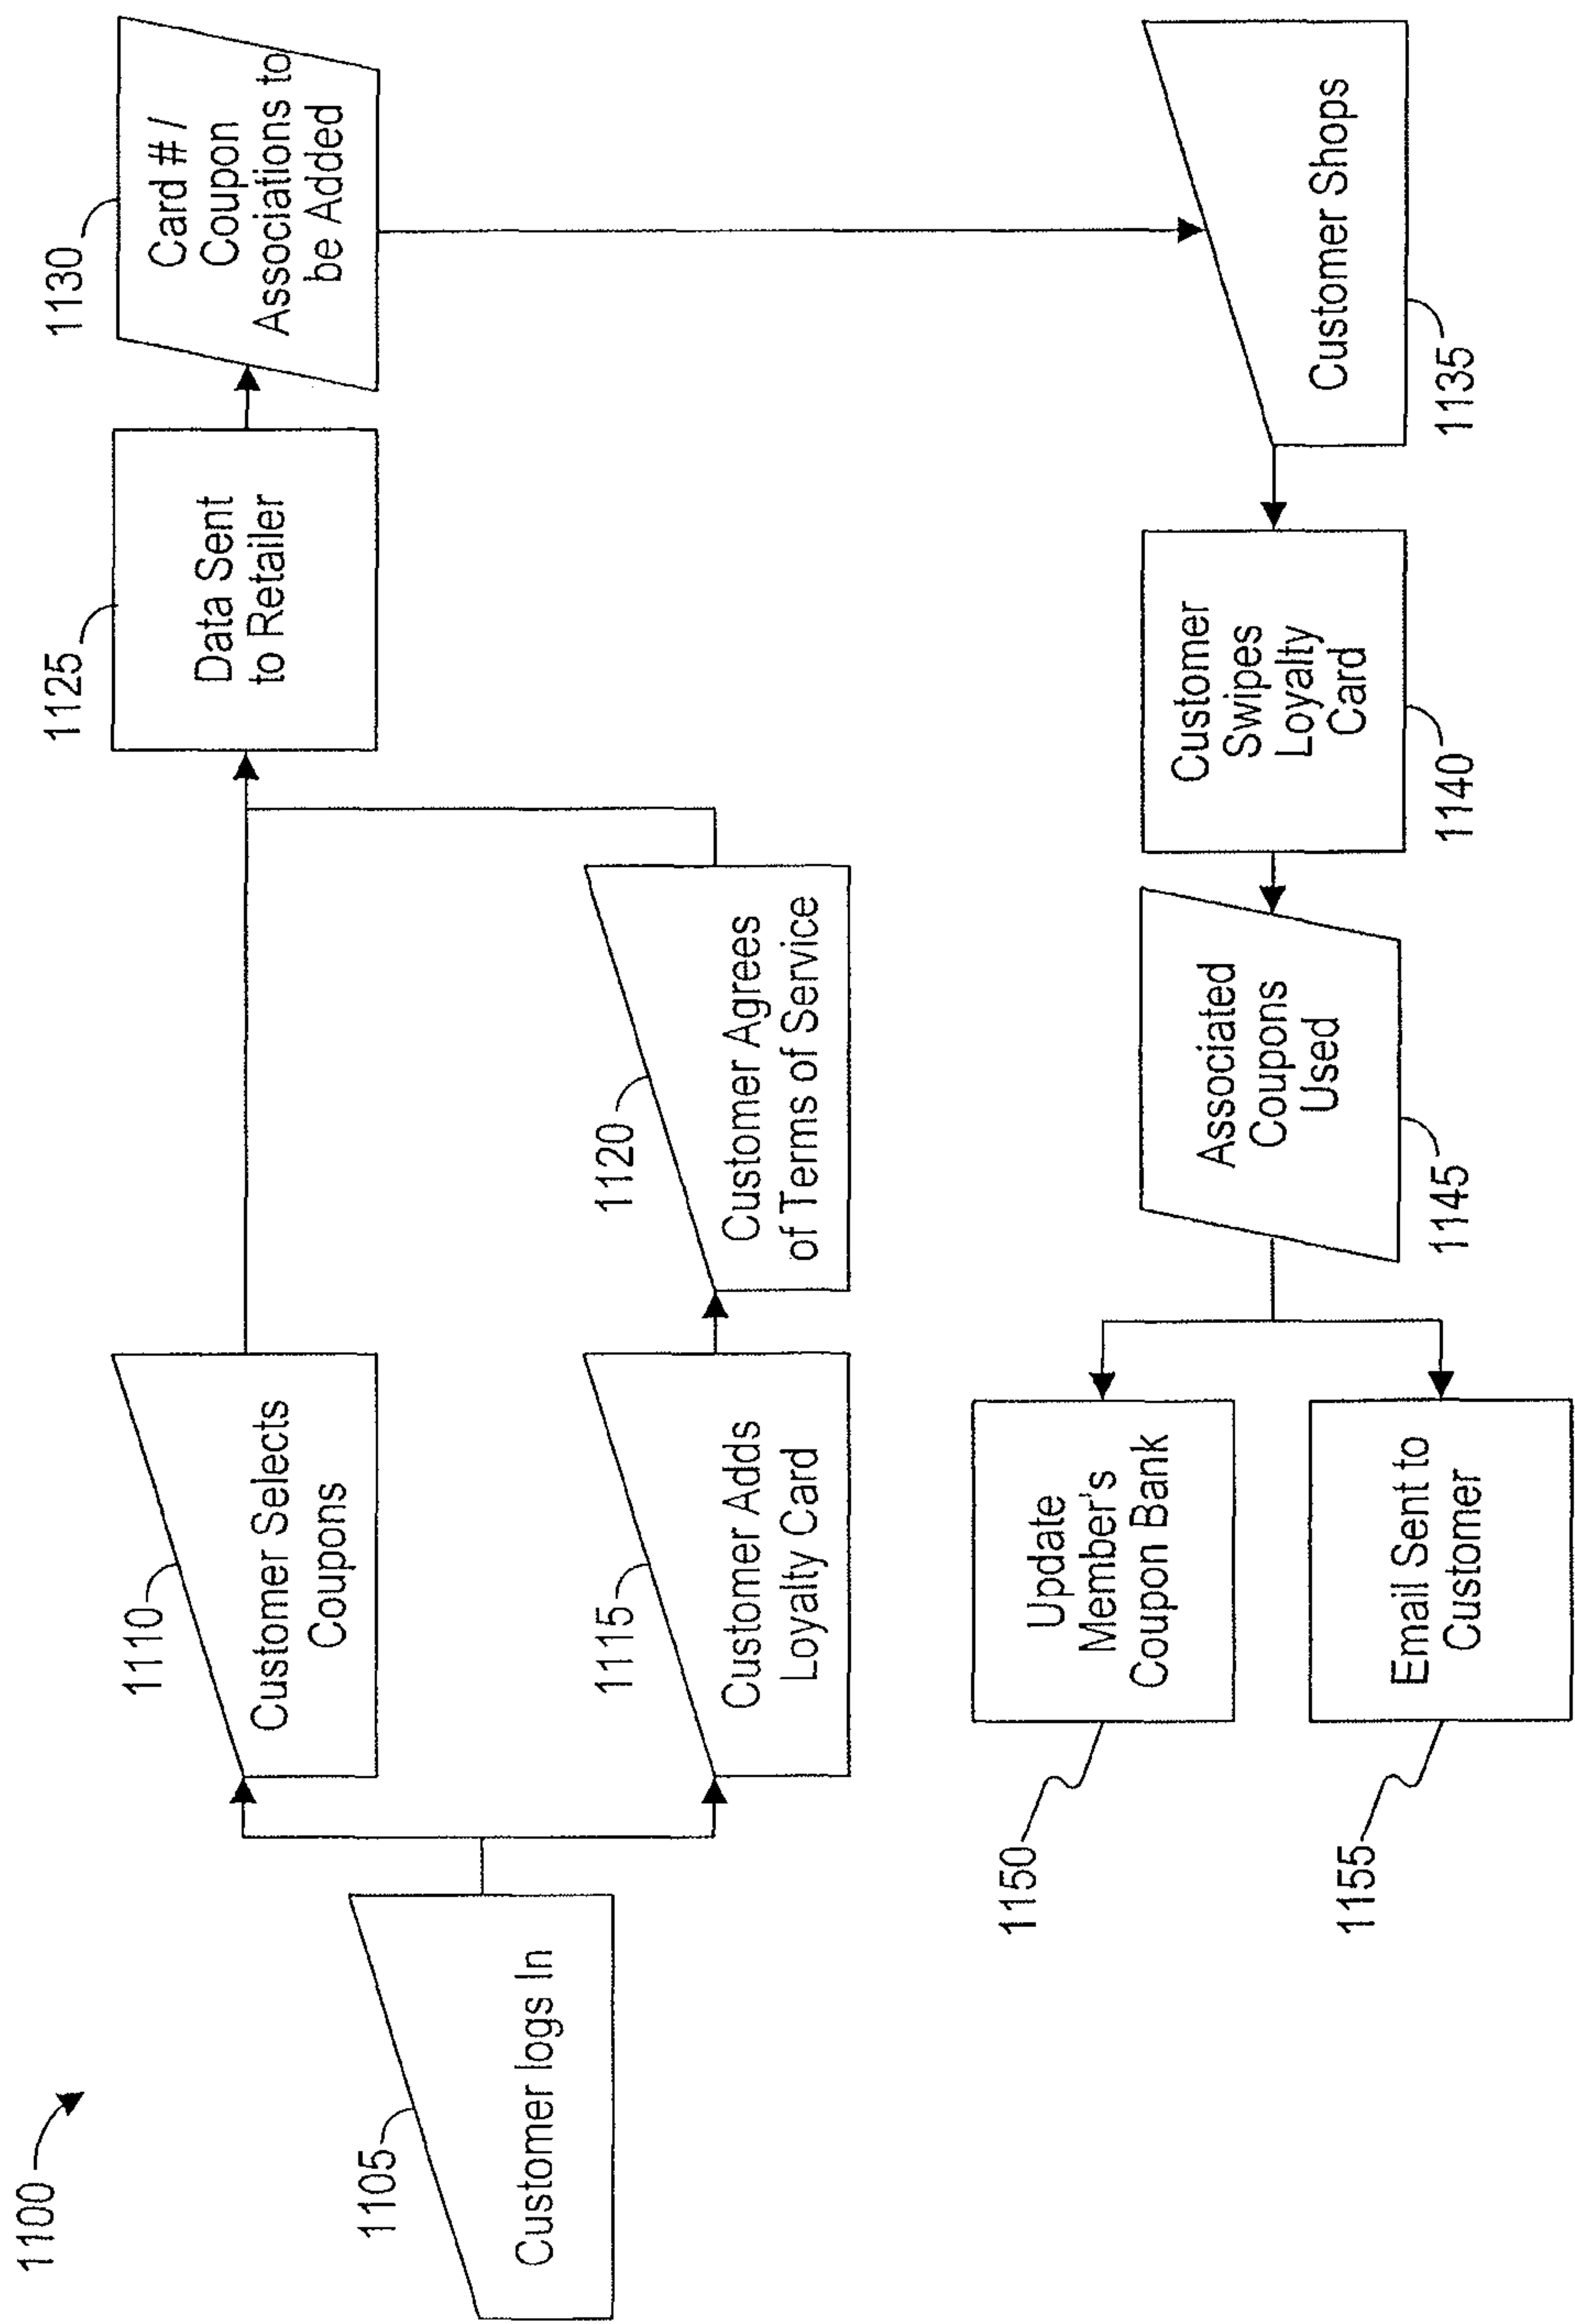 1100
1105
Customer logs In
1110
Customer Selects
Coupons
1115
Customer Adds
Loyalty Card
1120
Customer Agrees
of Terms of Service
1125
Data Sent
to Retailer
1130
Card # /
Coupon
Associations to
be Added
Customer Shops
1135
Customer
Swipes
Loyalty
Card
1140
Associated
Coupons
Used
1145
Update
Member's
Coupon Bank
1150
Email Sent to
Customer
1155